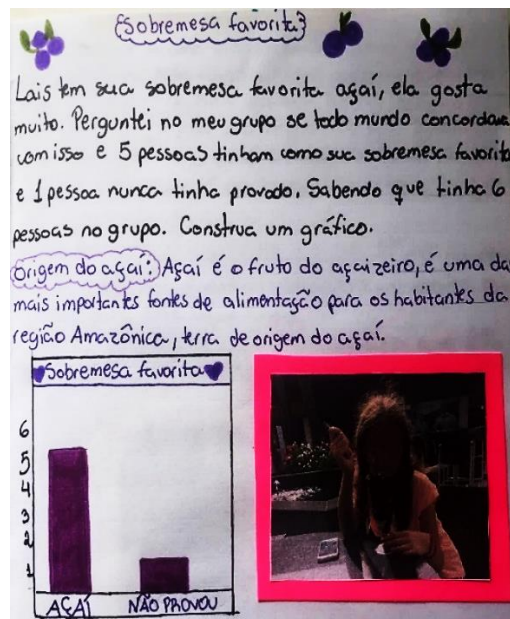 Sobremesa favorita
Lais tem sua sobremesa favorita açaí, ela gosta
muito. Perguntei no meu grupo se todo mundo concordava
com isso e 5 pessoas tinham como sua sobremesa favorita
e 1 pessoa nunca tinha provado. Sabendo que tinha 6
pessoas no grupo. Construa um gráfico.
Origem do açaí: Açaí é o fruto do açaizeiro, é uma das
mais importantes fontes de alimentação para os habitantes da
região Amazônica, terra de origem do açaí.
Sobremesa favorita
6
5
4
3
2
1
AÇAÍ NÃO PROVOU